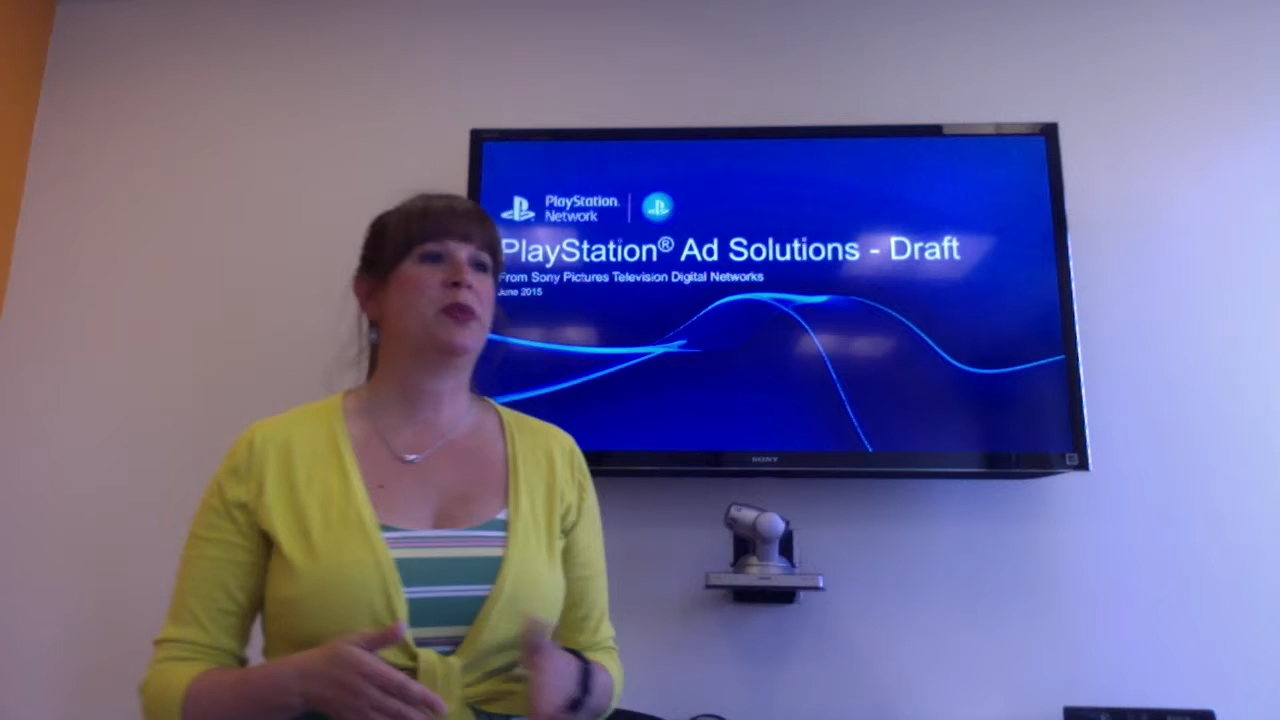 PlayStation
Network
PlayStation® Ad Solutions - Draft
From Sony Pictures Television Digital Networks
June 2015
SONY